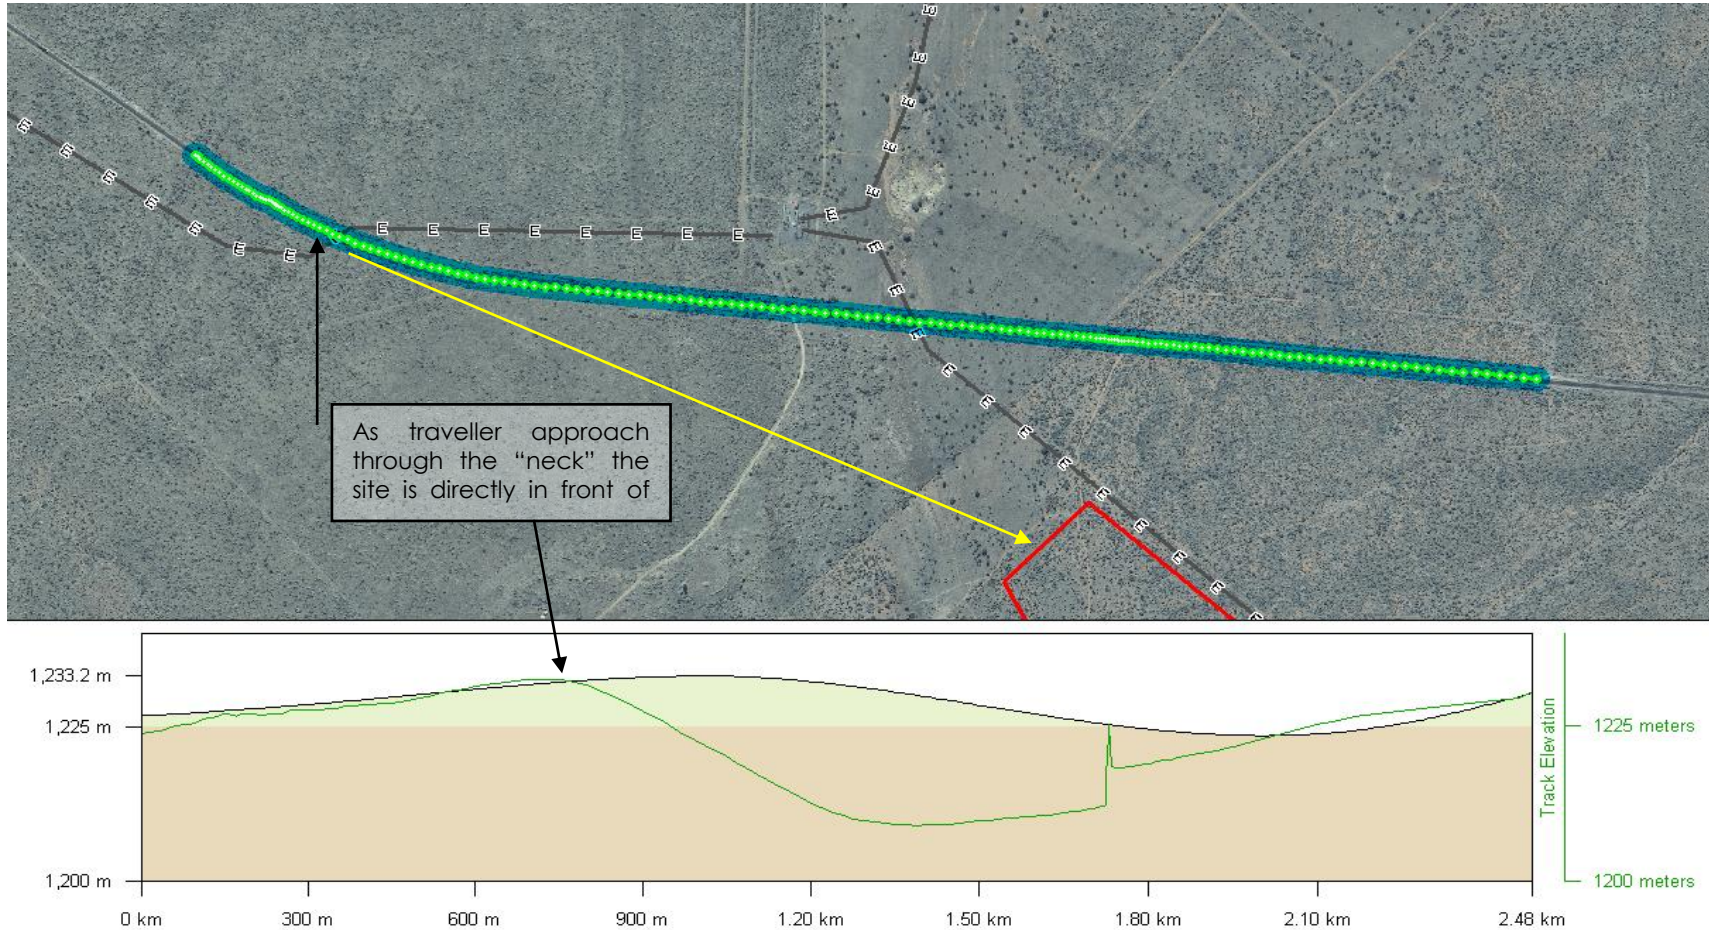 E E E E E E E
E E E E E E E E E E E E E E E
E E E E E E E E E E E E E E E
As traveller approach
through the “neck” the
site is directly in front of
1,233.2 m
1,225 m
1,200 m
0 km 300 m 600 m 900 m 1.20 km 1.50 km 1.80 km 2.10 km 2.48 km
Track Elevation
1225 meters
1200 meters